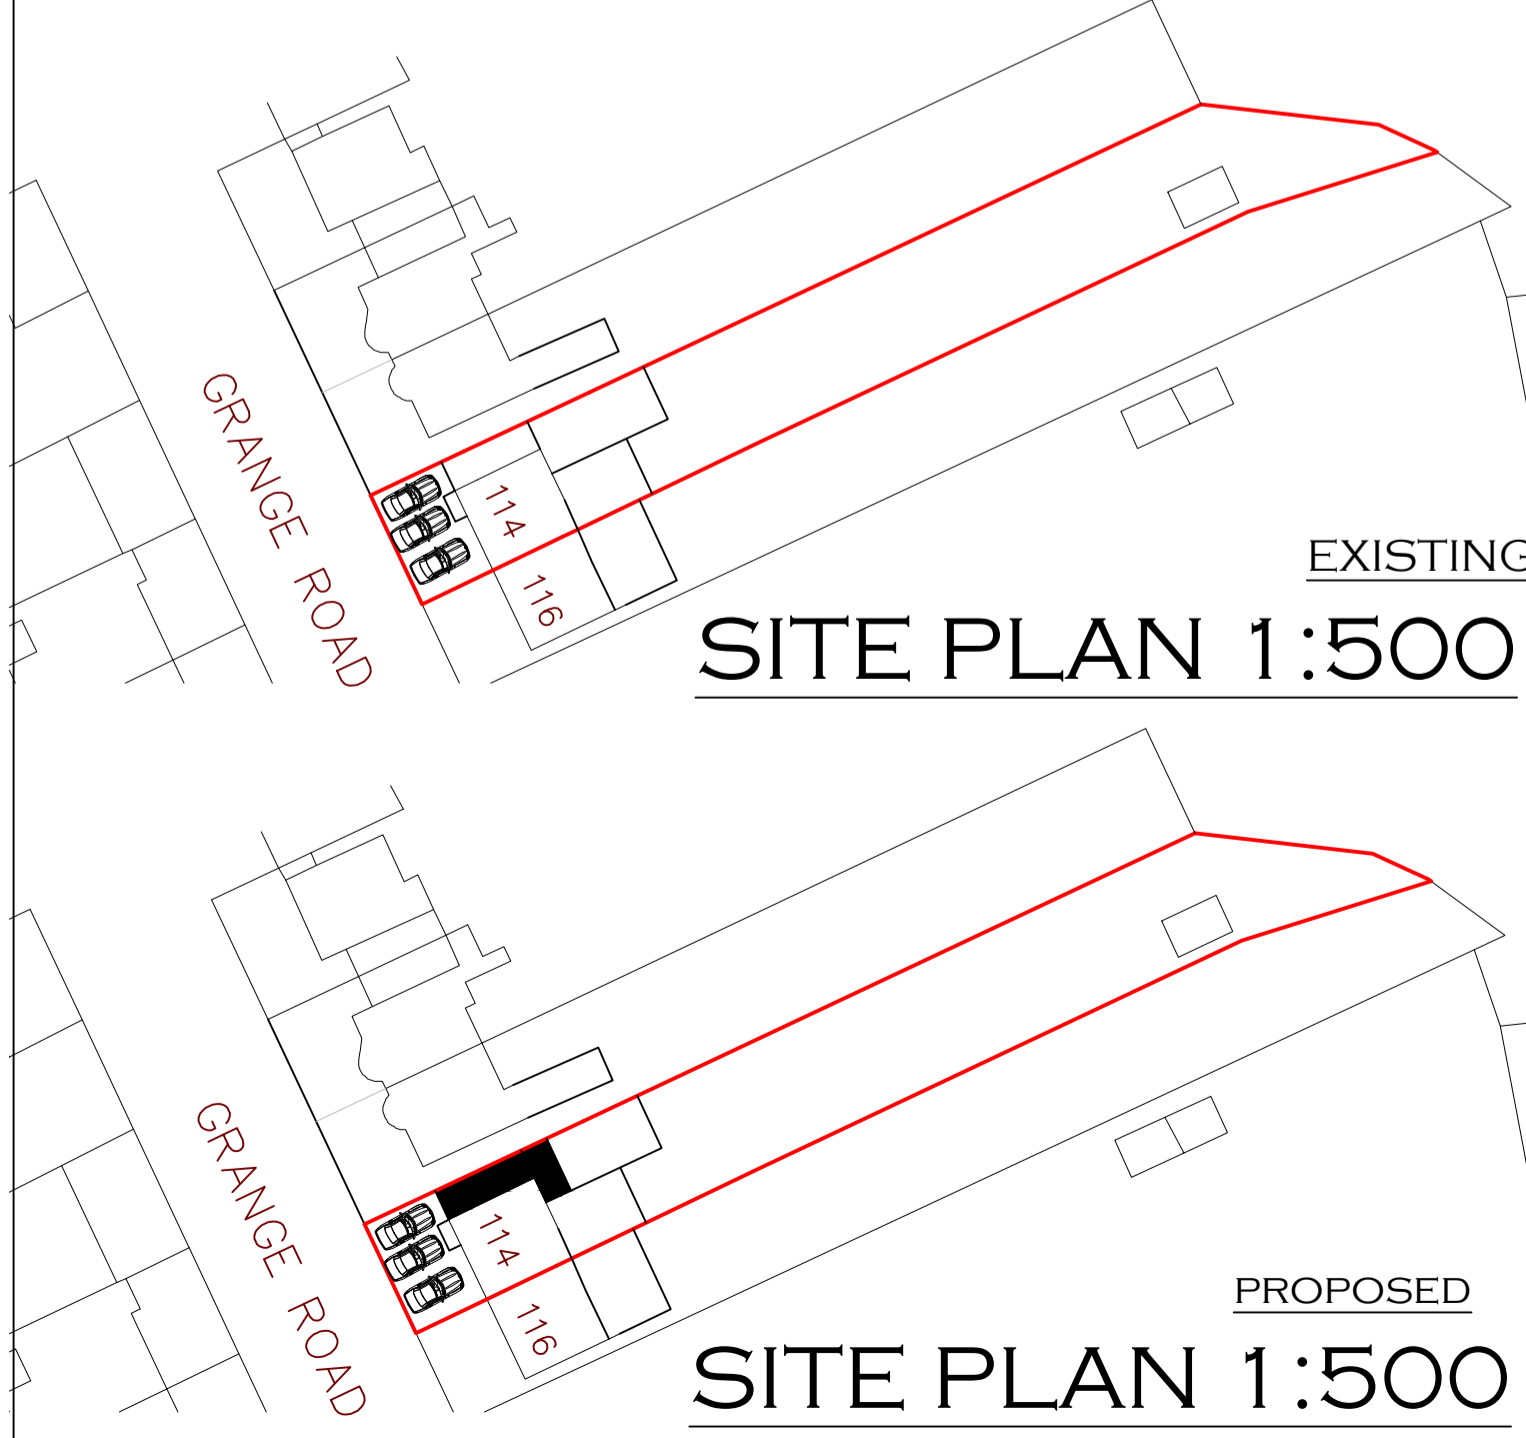 GRANGE ROAD
114
116
EXISTING
SITE PLAN 1:500
GRANGE ROAD
114
116
PROPOSED
SITE PLAN 1:500